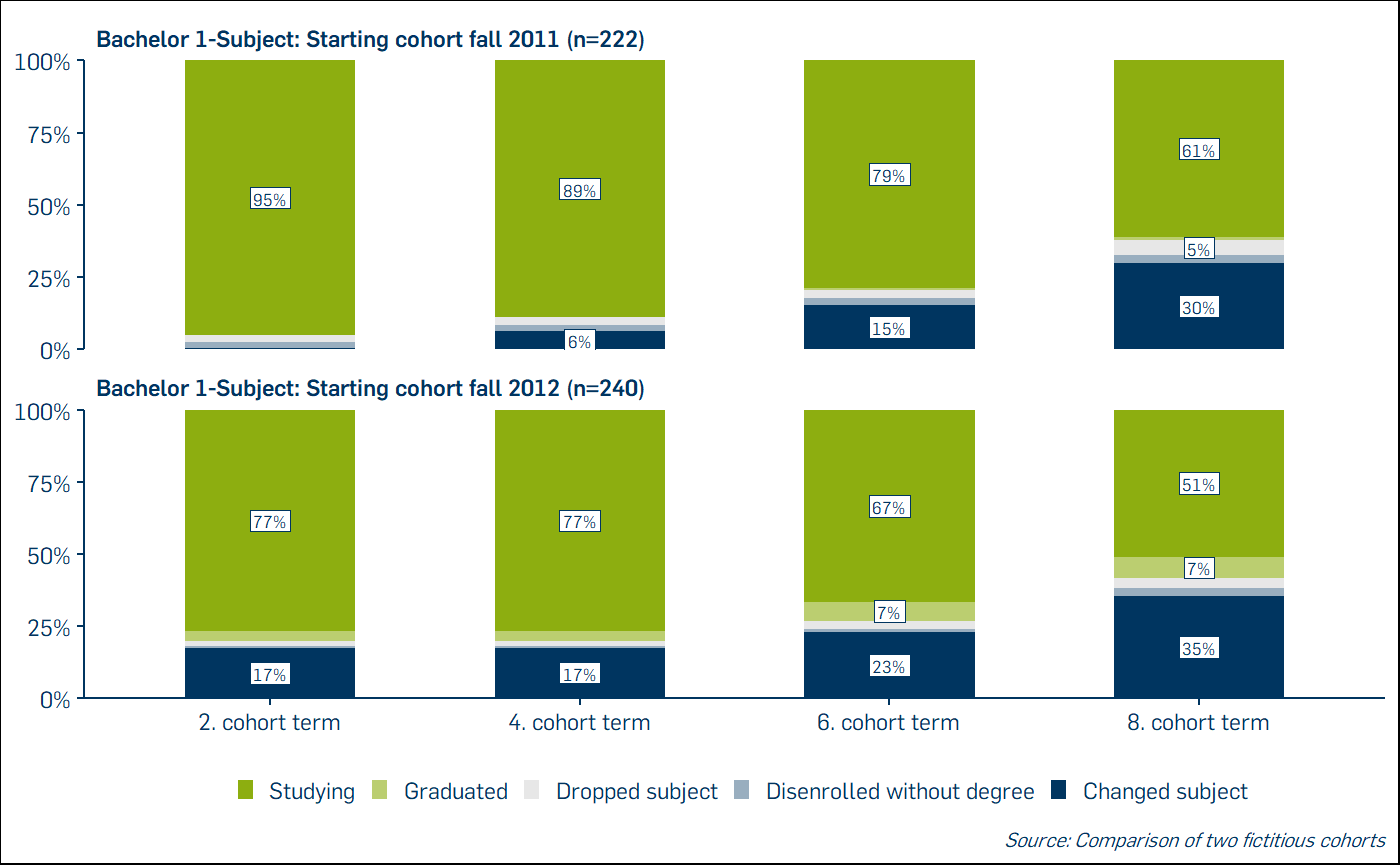 Bachelor 1-Subject: Starting cohort fall 2011 (n=222)
100%
75%
50%
25%
0%
95%
89%
6%
79%
15%
61%
5%
30%
Bachelor 1-Subject: Starting cohort fall 2012 (n=240)
100%
75%
50%
25%
0%
77%
17%
77%
17%
67%
7%
23%
51%
7%
35%
2. cohort term
4. cohort term
6. cohort term
8. cohort term
Studying
Graduated
Dropped subject
Disenrolled without degree
Changed subject
Source: Comparison of two fictitious cohorts